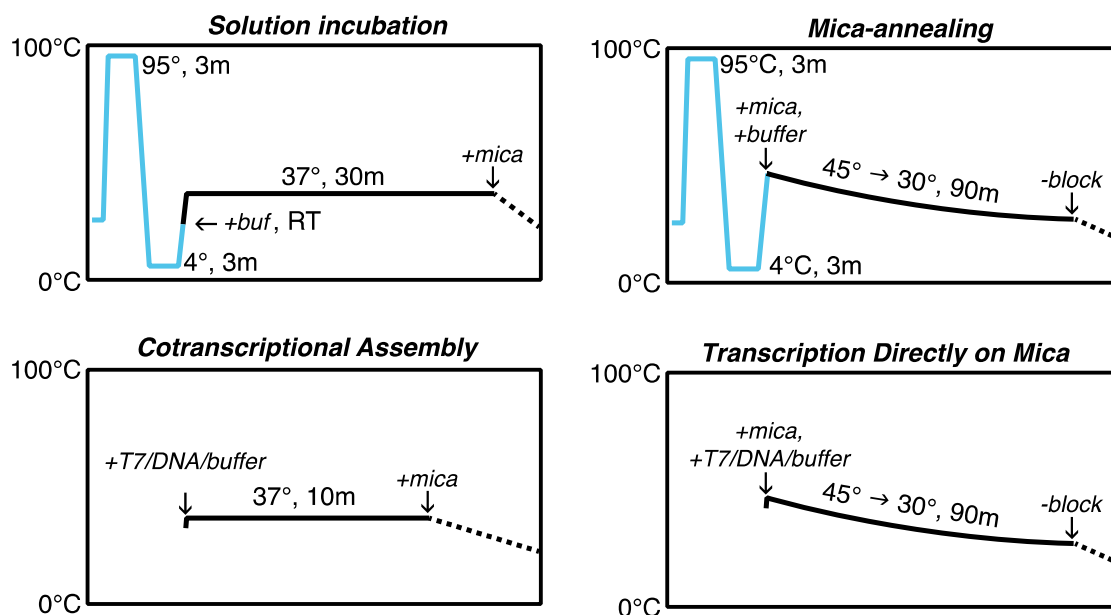 Solution incubation
100°C
95°, 3m
+mica
37°, 30m
← +buf, RT
4°, 3m
0°C
Mica-annealing
100°C
95°C, 3m
+mica,
+buffer
45° → 30°, 90m
-block
4°C, 3m
0°C
Cotranscriptional Assembly
100°C
+T7/DNA/buffer
37°, 10m
+mica
0°C
Transcription Directly on Mica
100°C
+mica,
+T7/DNA/buffer
45° → 30°, 90m
-block
0°C